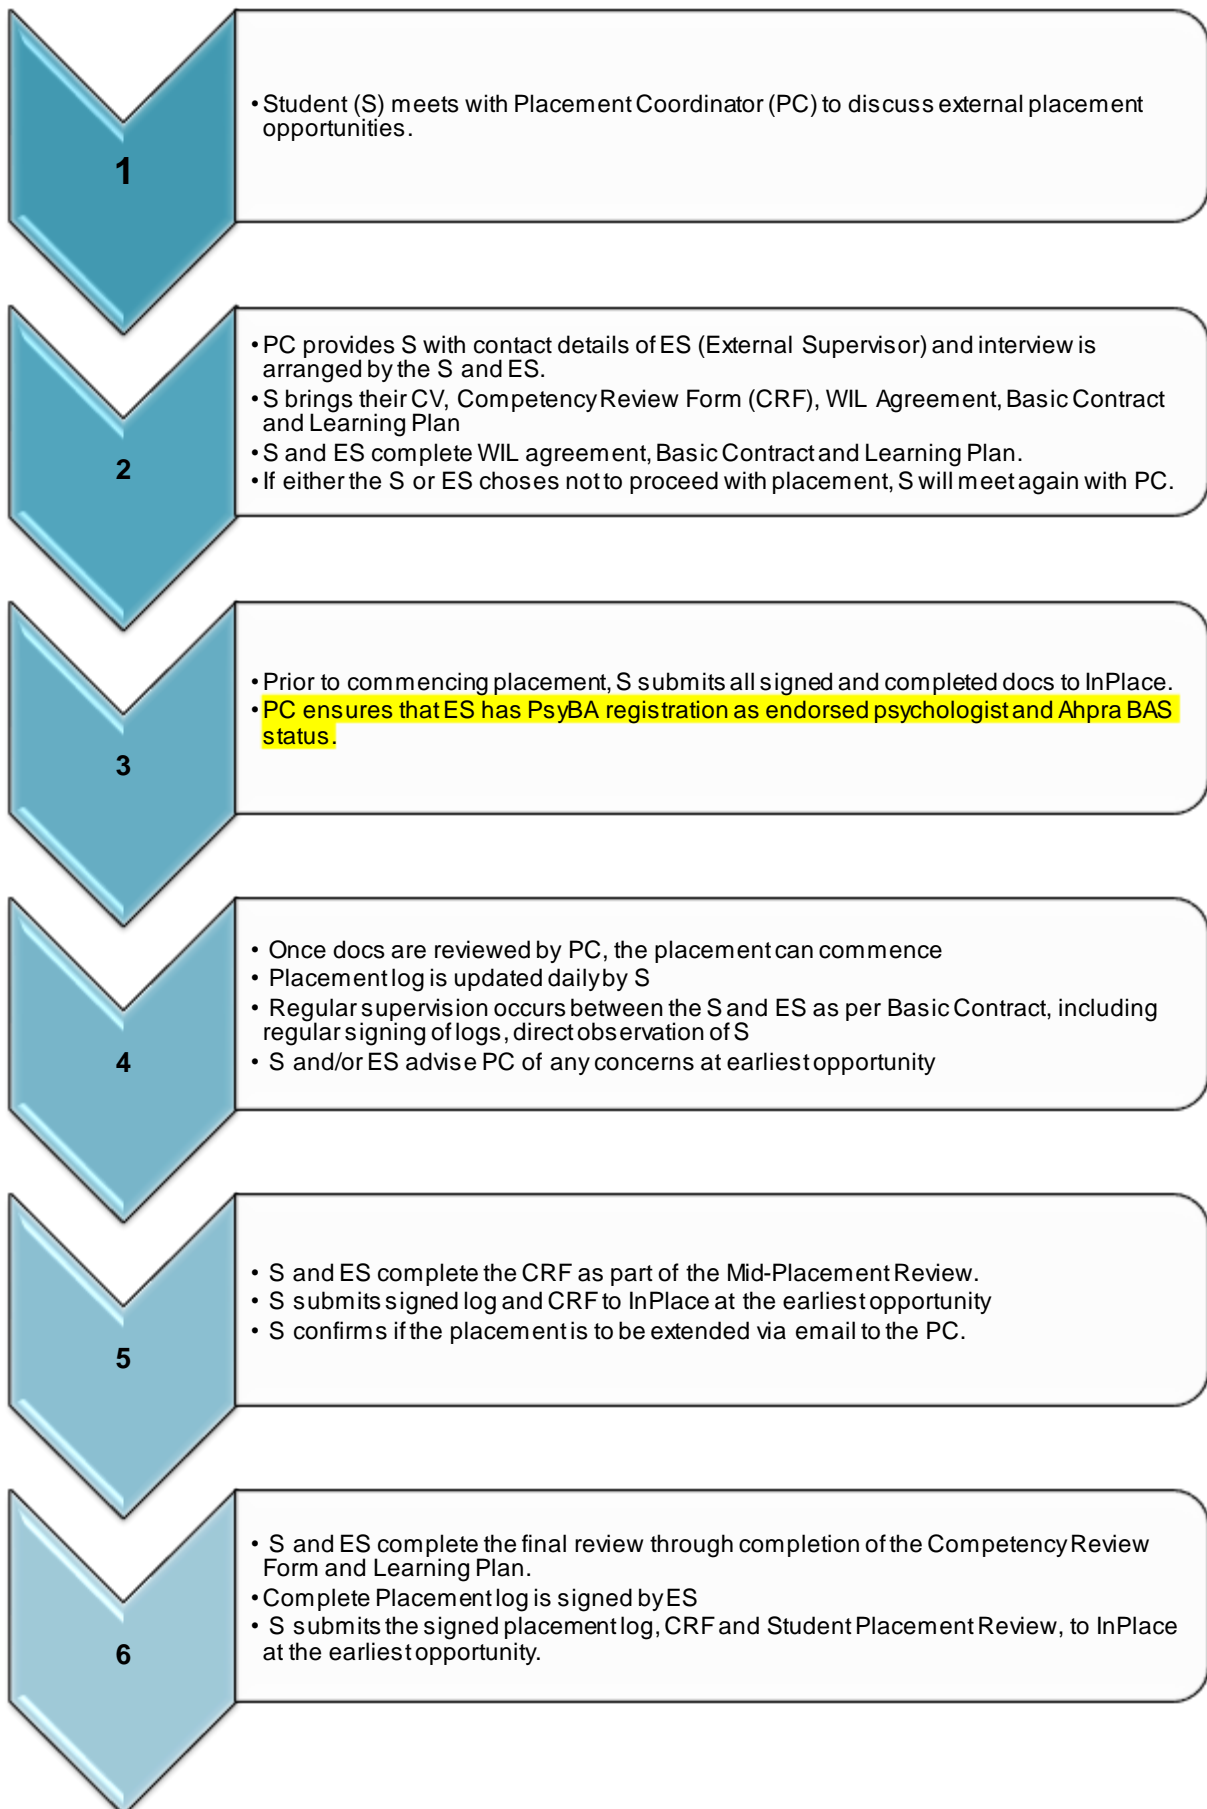 1
• Student (S) meets with Placement Coordinator (PC) to discuss external placement
opportunities.
2
• PC provides S with contact details of ES (External Supervisor) and interview is
arranged by the S and ES.
• S brings their CV, Competency Review Form (CRF), WIL Agreement, Basic Contract
and Learning Plan
• S and ES complete WIL agreement, Basic Contract and Learning Plan.
• If either the S or ES choses not to proceed with placement, S will meet again with PC.
3
• Prior to commencing placement, S submits all signed and completed docs to InPlace.
• PC ensures that ES has PsyBA registration as endorsed psychologist and Ahpra BAS
status.
4
• Once docs are reviewed by PC, the placement can commence
• Placement log is updated daily by S
• Regular supervision occurs between the S and ES as per Basic Contract, including
regular signing of logs, direct observation of S
• S and/or ES advise PC of any concerns at earliest opportunity
5
• S and ES complete the CRF as part of the Mid-Placement Review.
• S submits signed log and CRF to InPlace at the earliest opportunity
• S confirms if the placement is to be extended via email to the PC.
6
• S and ES complete the final review through completion of the Competency Review
Form and Learning Plan.
• Complete Placement log is signed by ES
• S submits the signed placement log, CRF and Student Placement Review, to InPlace
at the earliest opportunity.